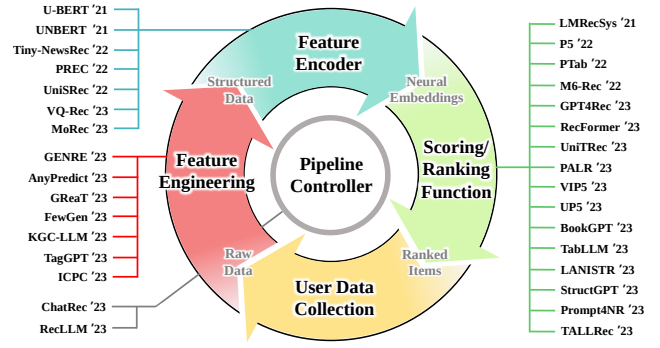 U-BERT '21
UNBERT '21
Tiny-NewsRec '22
PREC '22
UniSRec '22
VQ-Rec '23
MoRec '23
GENRE '23
AnyPredict '23
GReaT '23
FewGen '23
KGC-LLM '23
TagGPT '23
ICPC '23
ChatRec '23
RecLLM '23
Feature
Encoder
Structured
Data
Neural
Embeddings
Feature
Engineering
Pipeline
Controller
Scoring/
Ranking
Function
Raw
Data
Ranked
Items
User Data
Collection
LMRecSys '21
P5 '22
PTab '22
M6-Rec '22
GPT4Rec '23
RecFormer '23
UniTRec '23
PALR '23
VIP5 '23
UP5 '23
BookGPT '23
TabLLM '23
LANISTR '23
StructGPT '23
Prompt4NR '23
TALLRec '23